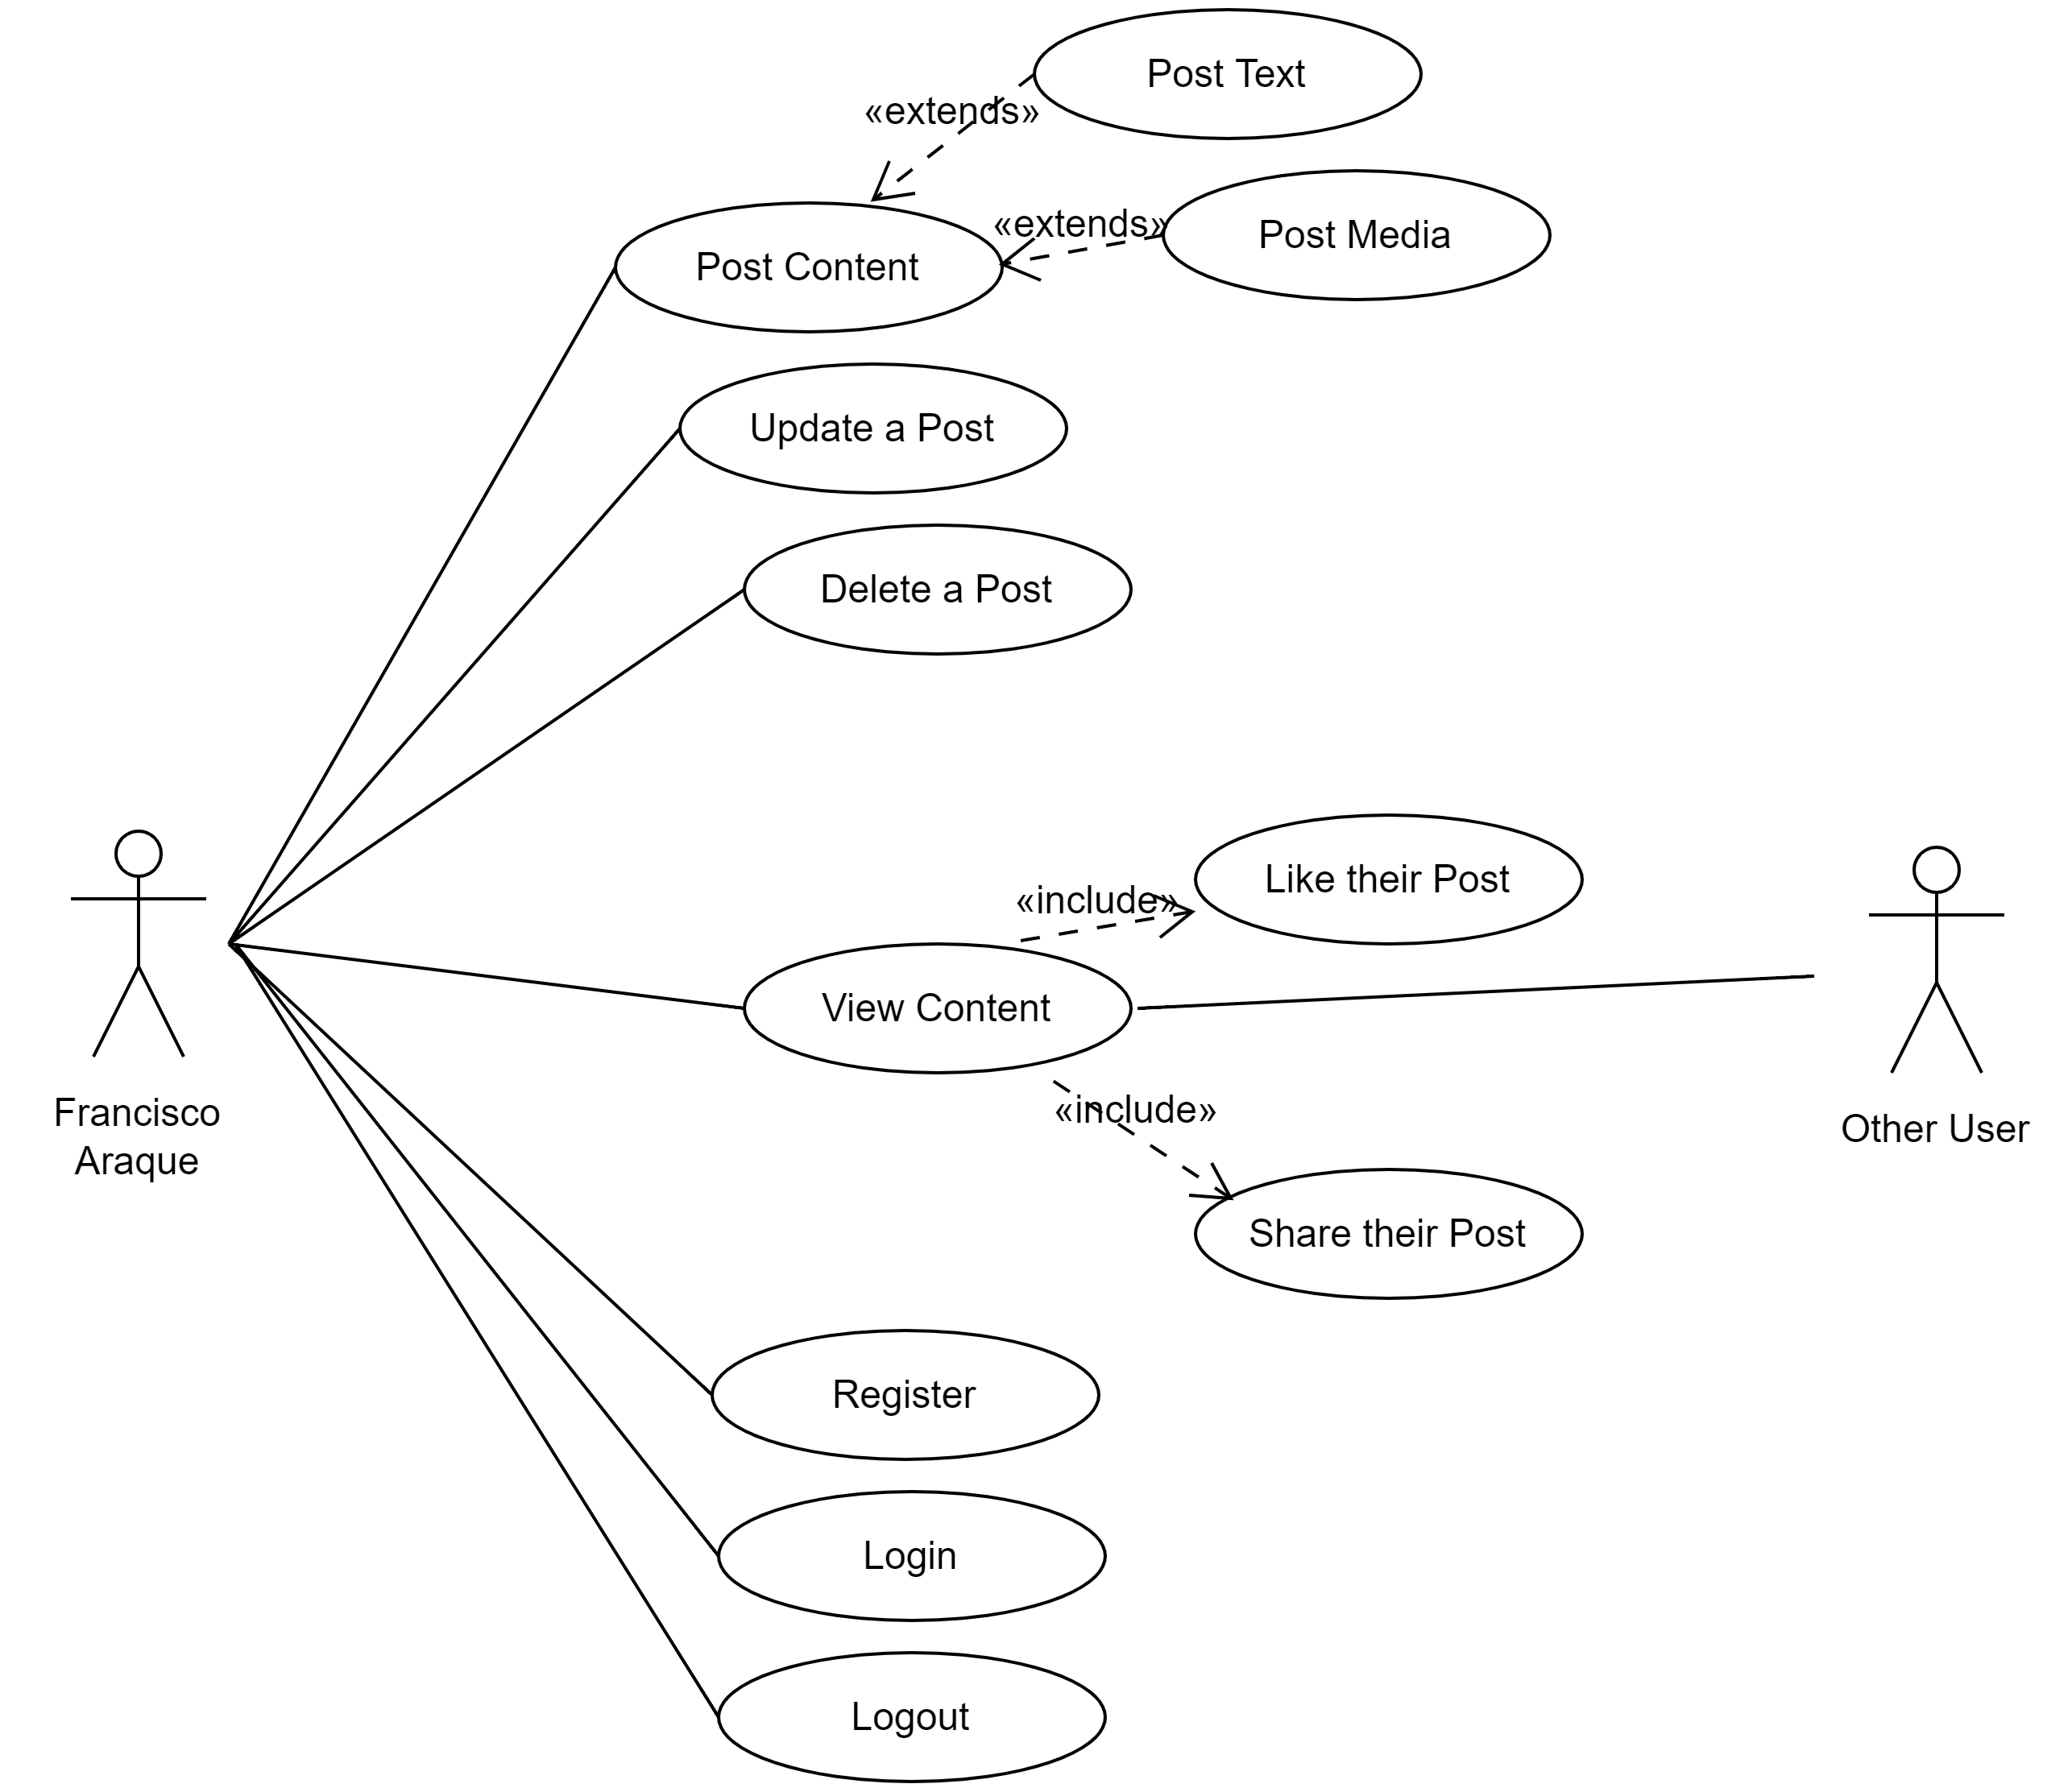 Post Text
«extends»
«extends»
Post Media
Post Content
Update a Post
Delete a Post
Like their Post
«include»
View Content
«include»
Francisco
Araque
Other User
Share their Post
Register
Login
Logout